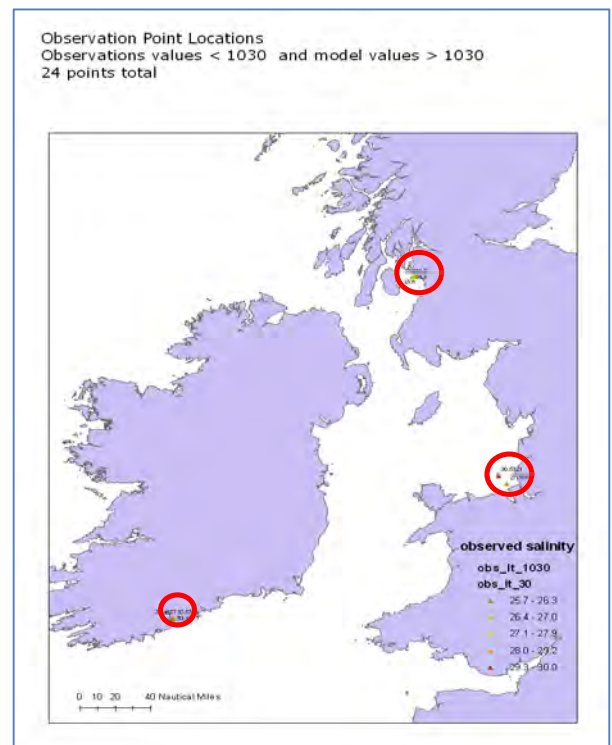 Observation Point Locations
Observations values < 1030 and model values > 1030
24 points total
observed salinity
obs_lt_1030
obs_lt_30
25.7 - 26.3
26.4 - 27.0
27.1 - 27.9
28.0 - 29.2
29.3 - 30.0
0 10 20 40 Nautical Miles